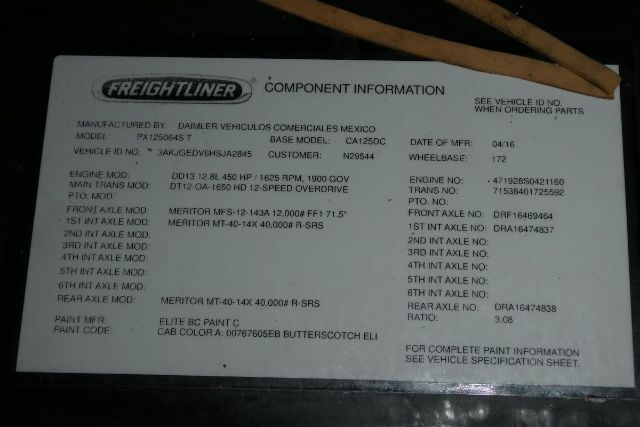 FREIGHTLINER COMPONENT INFORMATION
SEE VEHICLE ID NO.
WHEN ORDERING PARTS
MANUFACTURED BY: DAIMLER VEHICULOS COMERCIALES MEXICO
MODEL: PX125064S T BASE MODEL: CA125DC DATE OF MFR: 04/16
VEHICLE ID NO. 3AKJGEDV6HSJA2845 CUSTOMER: N29544 WHEELBASE: 172
ENGINE MOD: DD13 12.8L 450 HP / 1625 RPM, 1900 GOV ENGINE NO.: 471928S0421160
MAIN TRANS MOD: DT12-OA-1650 HD 12-SPEED OVERDRIVE TRANS NO: 71538401725592
PTO. MOD: PTO. NO:
FRONT AXLE MOD: MERITOR MFS-12-143A 12,000# FF1 71.5" FRONT AXLE NO: DRF16469464
1ST INT AXLE MOD: MERITOR MT-40-14X 40,000# R-SRS 1ST INT AXLE NO: DRA16474837
2ND INT AXLE MOD: 2ND INT AXLE NO:
3RD INT AXLE MOD: 3RD INT AXLE NO:
4TH INT AXLE MOD: 4TH INT AXLE NO:
5TH INT AXLE MOD: 5TH INT AXLE NO:
6TH INT AXLE MOD: 6TH INT AXLE NO:
REAR AXLE MOD: MERITOR MT-40-14X 40,000# R-SRS REAR AXLE NO: DRA16474838
RATIO: 3.08
PAINT MFR: ELITE BC PAINT C
PAINT CODE: CAB COLOR A: 00767605EB BUTTERSCOTCH ELI
FOR COMPLETE PAINT INFORMATION
SEE VEHICLE SPECIFICATION SHEET.